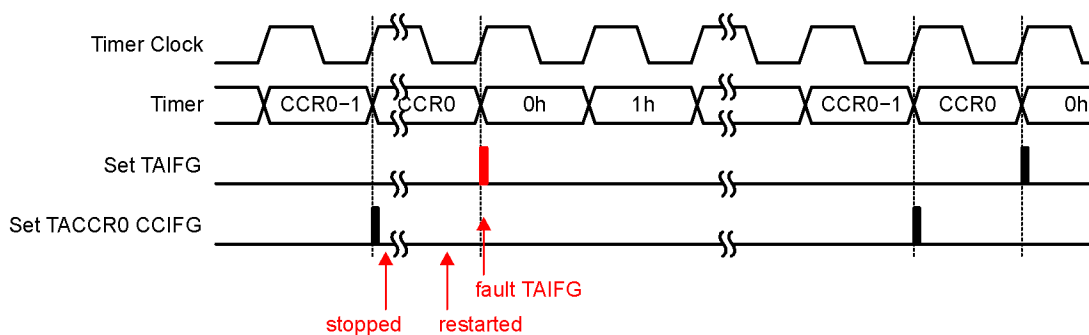 Timer Clock
Timer CCR0−1 CCR0 0h 1h CCR0−1 CCR0 0h
Set TAIFG
Set TACCR0 CCIFG
fault TAIFG
stopped restarted